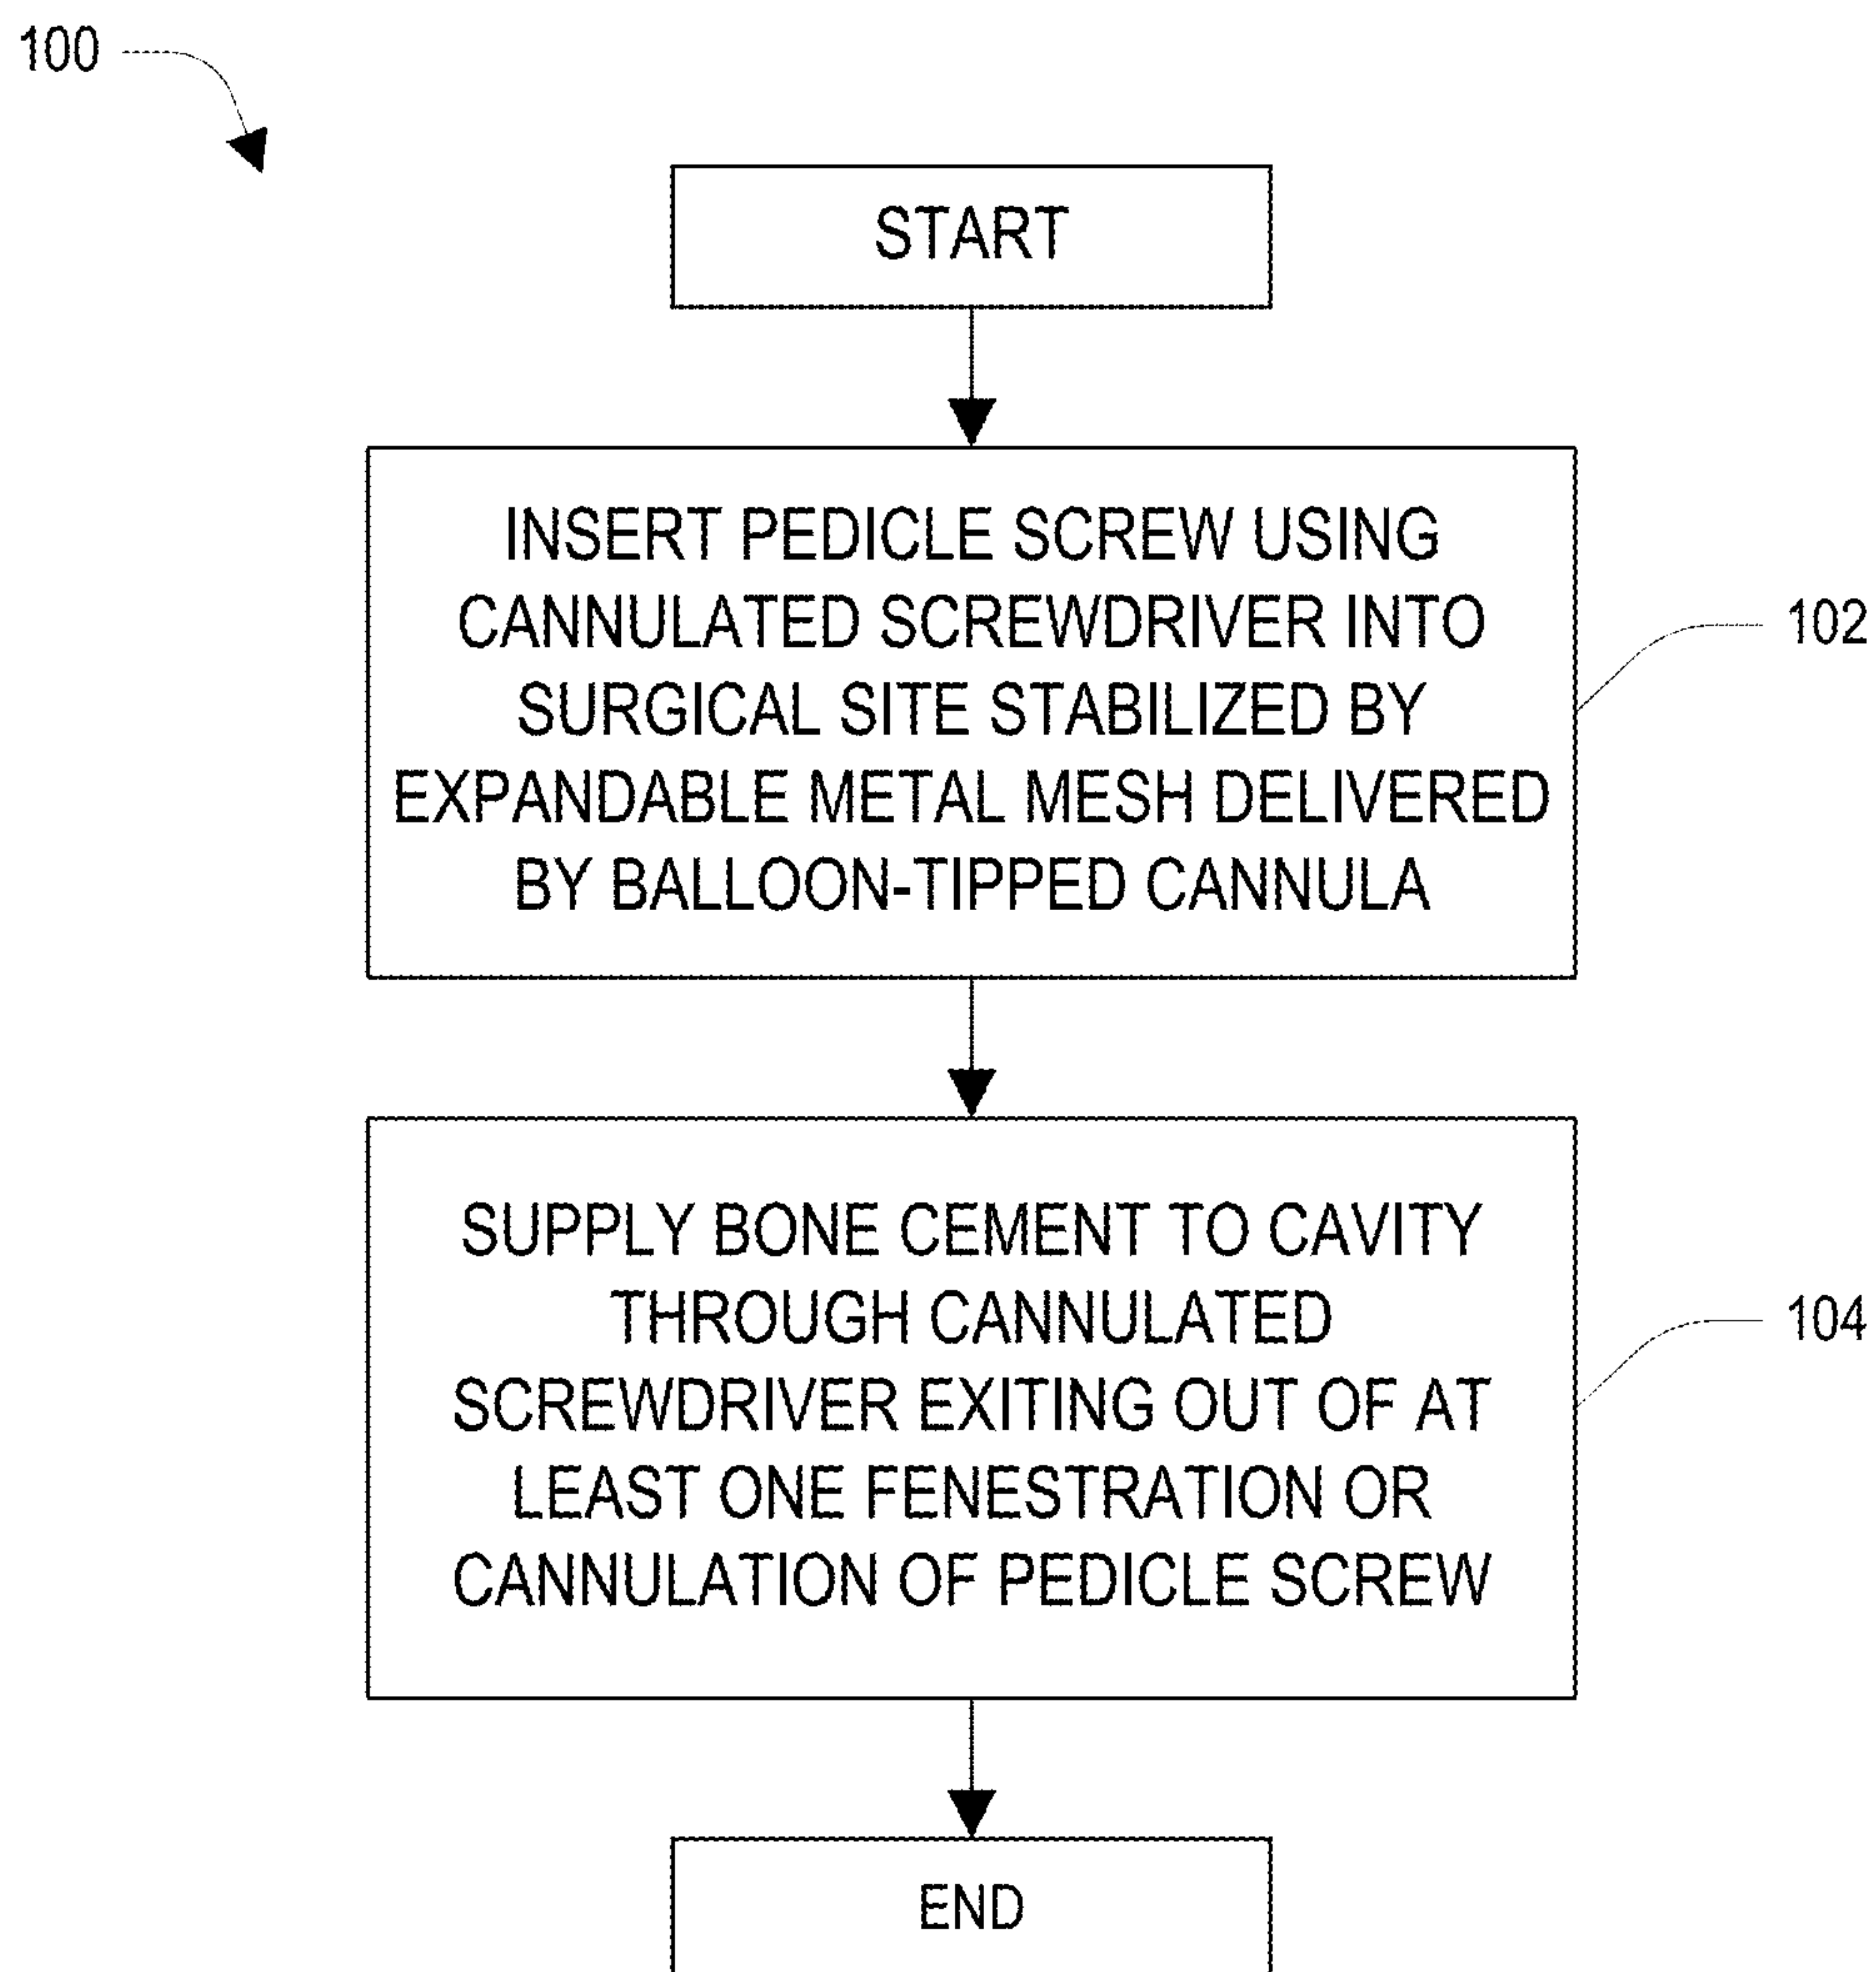 100
START
INSERT PEDICLE SCREW USING
CANNULATED SCREWDRIVER INTO
SURGICAL SITE STABILIZED BY
EXPANDABLE METAL MESH DELIVERED
BY BALLOON-TIPPED CANNULA
102
SUPPLY BONE CEMENT TO CAVITY
THROUGH CANNULATED
SCREWDRIVER EXITING OUT OF AT
LEAST ONE FENESTRATION OR
CANNULATION OF PEDICLE SCREW
104
END